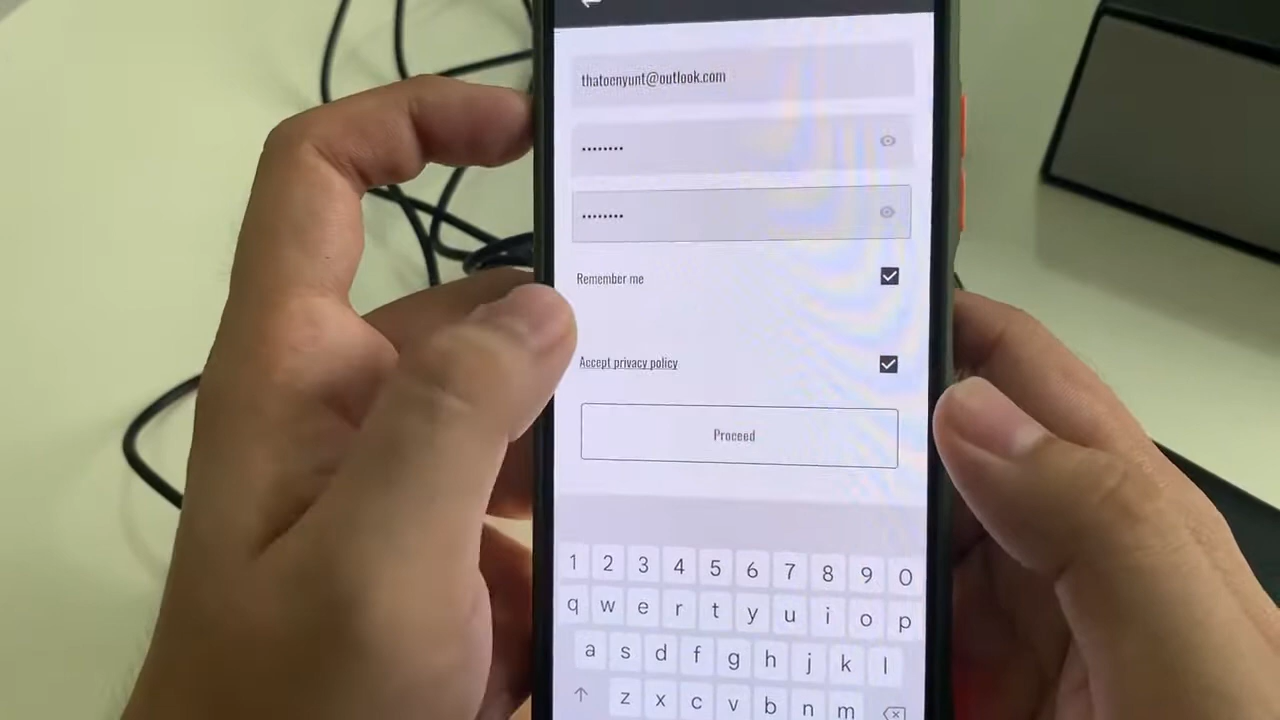 thatoenyunt@outlook.com
••••••••
••••••••
Remember me
Accept privacy policy
Proceed
1 2 3 4 5 6 7 8 9 0
q w e r t y u i o p
a s d f g h j k l
z x c v b n m